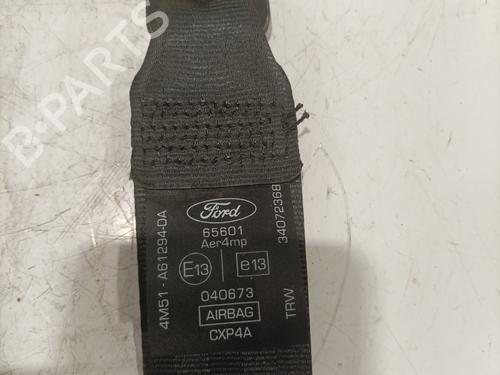 Ford
65601
Aer4mp
E13 e13
040673
AIRBAG
CXP4A
4M51 - A61294-DA
34072368
TRW
B-PARTS